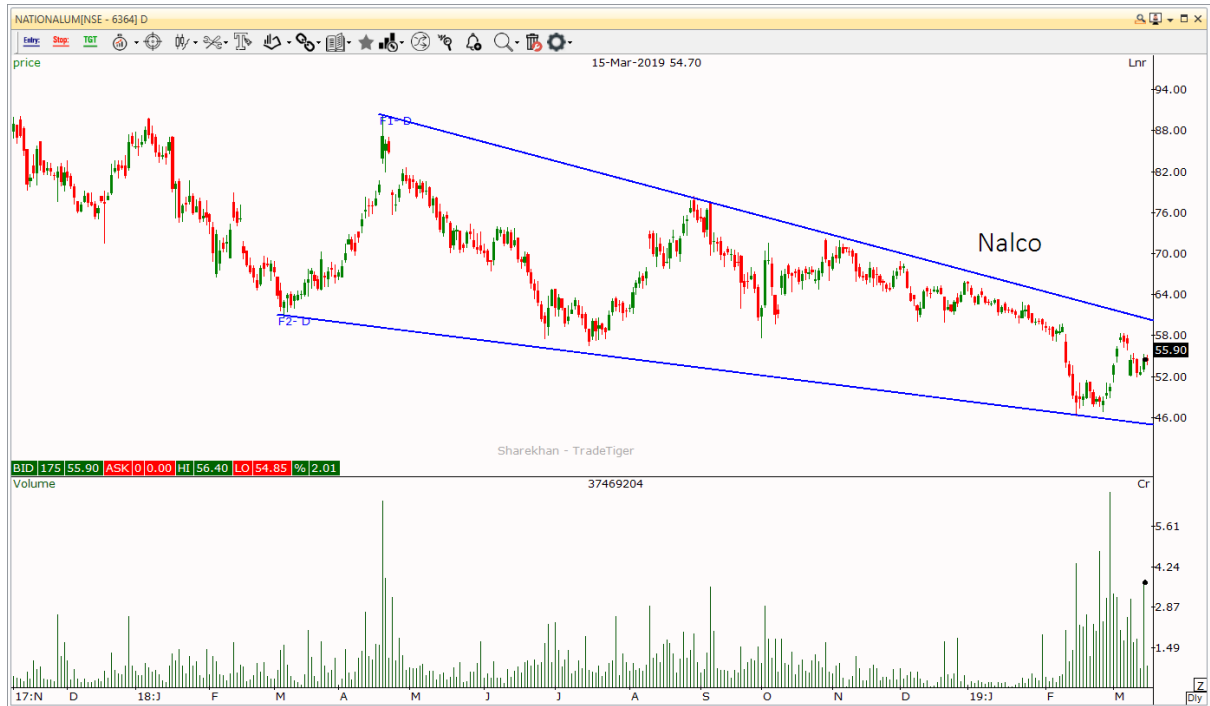 NATIONALUM[NSE - 6364] D
Entry: Stop: TGT
price 15-Mar-2019 54.70 Lnr
94.00
F1- D
88.00
82.00
76.00
Nalco
70.00
64.00
F2- D
58.00
55.90
52.00
46.00
Sharekhan - TradeTiger
BID 175 55.90 ASK 0 0.00 HI 56.40 LO 54.85 % 2.01
Volume 37469204 Cr
5.61
4.24
2.87
1.49
Z
17:N D 18:J F M A M J J A S O N D 19:J F M Dly